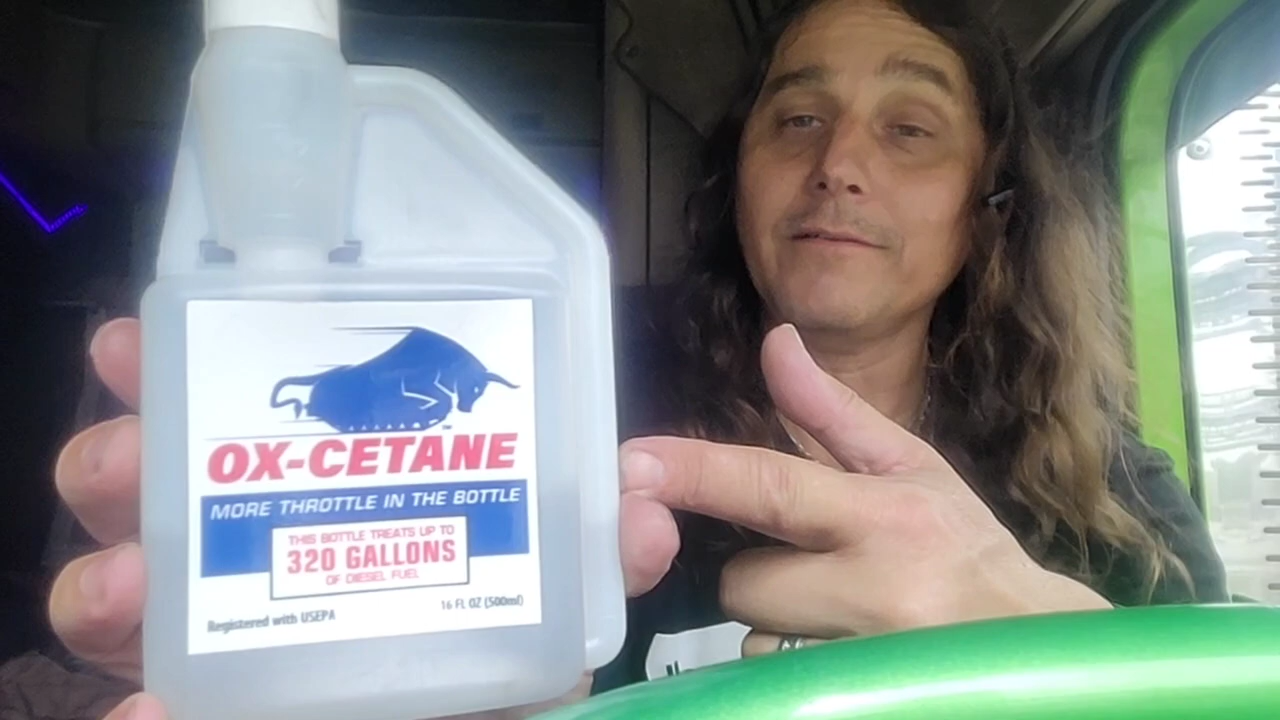 OX-CETANE
MORE THROTTLE IN THE BOTTLE
THIS BOTTLE TREATS UP TO
320 GALLONS
OF DIESEL FUEL
Registered with USEPA
16 FL OZ (500ml)